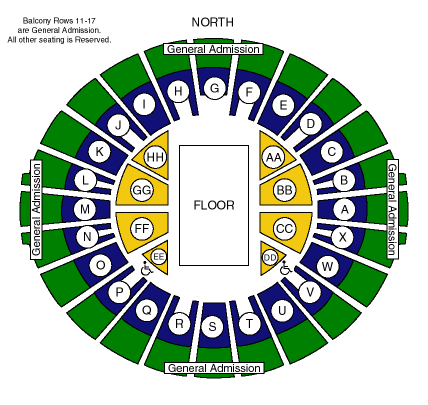 Balcony Rows 11-17
are General Admission.
All other seating is Reserved.
NORTH
General Admission
G
H
F
I
E
J
D
K
C
HH
AA
L
B
GG
BB
General Admission
General Admission
M
FLOOR
A
FF
CC
N
X
EE
DD
O
W
P
V
Q
U
R
T
S
General Admission